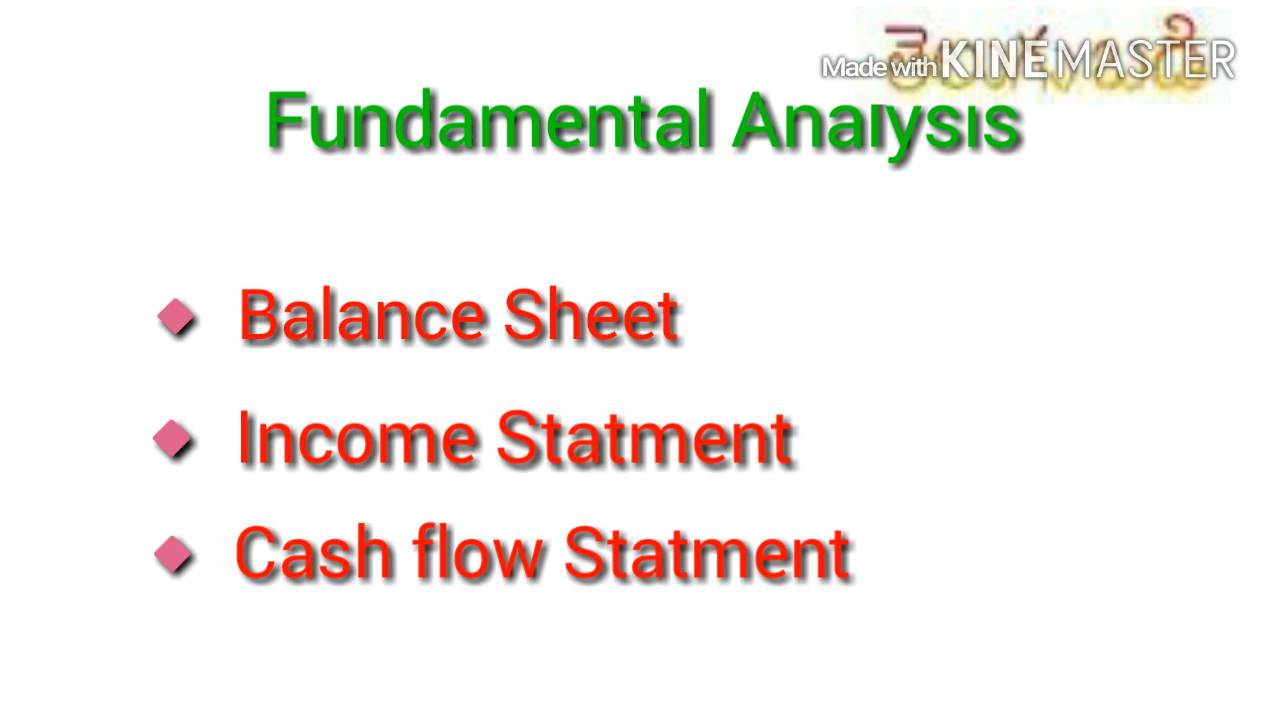 Made with KINEMASTER
Fundamental Analysis
Balance Sheet
Income Statment
Cash flow Statment